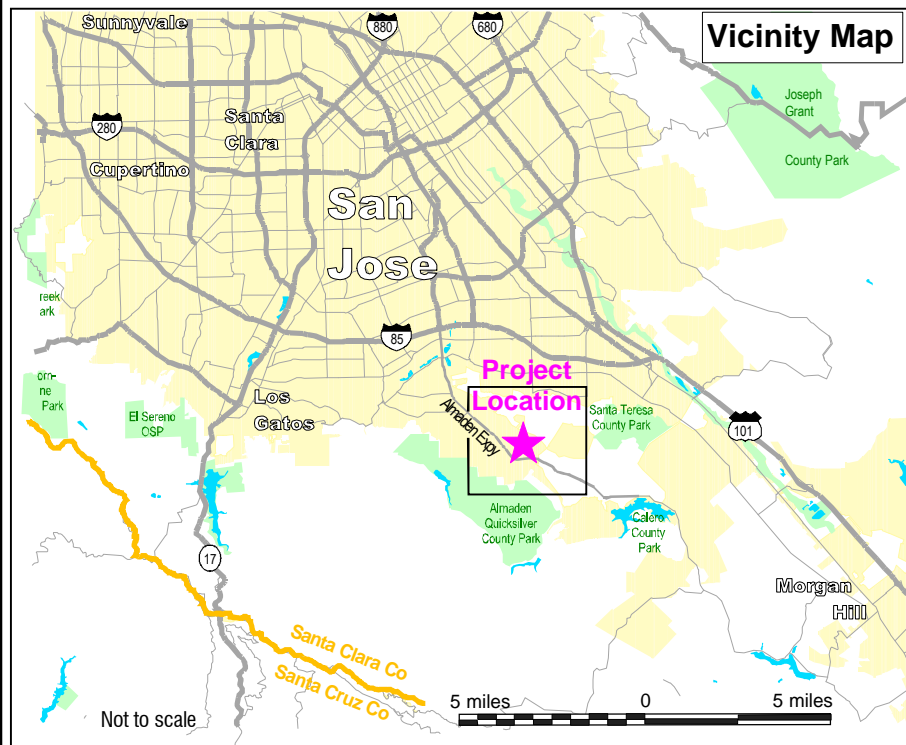 Sunnyvale
880
680
Vicinity Map
Joseph
Grant
County Park
280
Santa
Clara
Cupertino
San
Jose
reek
ark
85
Project
Location
Los
Gatos
Almaden Expy
Santa Teresa
County Park
101
orn-
ne
Park
El Sereno
OSP
Almaden
Quicksilver
County Park
Calero
County
Park
17
Morgan
Hill
Santa Clara Co
Santa Cruz Co
5 miles 0 5 miles
Not to scale